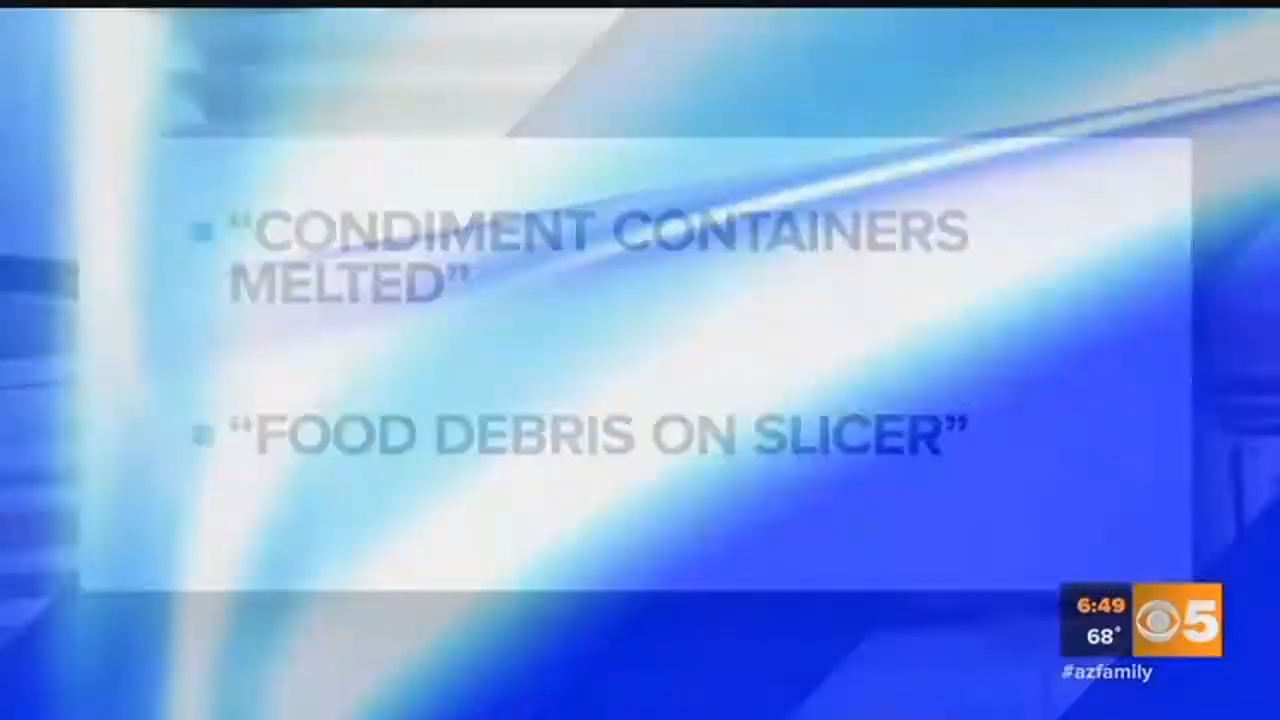 “CONDIMENT CONTAINERS
MELTED”
“FOOD DEBRIS ON SLICER”
6:49
68°
5
#azfamily